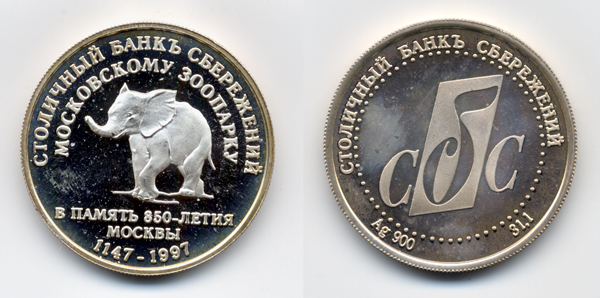 СТОЛИЧНЫЙ БАНКЪ СБЕРЕЖЕНИЙ
МОСКОВСКОМУ ЗООПАРКУ
В ПАМЯТЬ 850-ЛЕТИЯ
МОСКВЫ
1147-1997
СТОЛИЧНЫЙ БАНКЪ СБЕРЕЖЕНИЙ
СбС
Ag 900
31,1